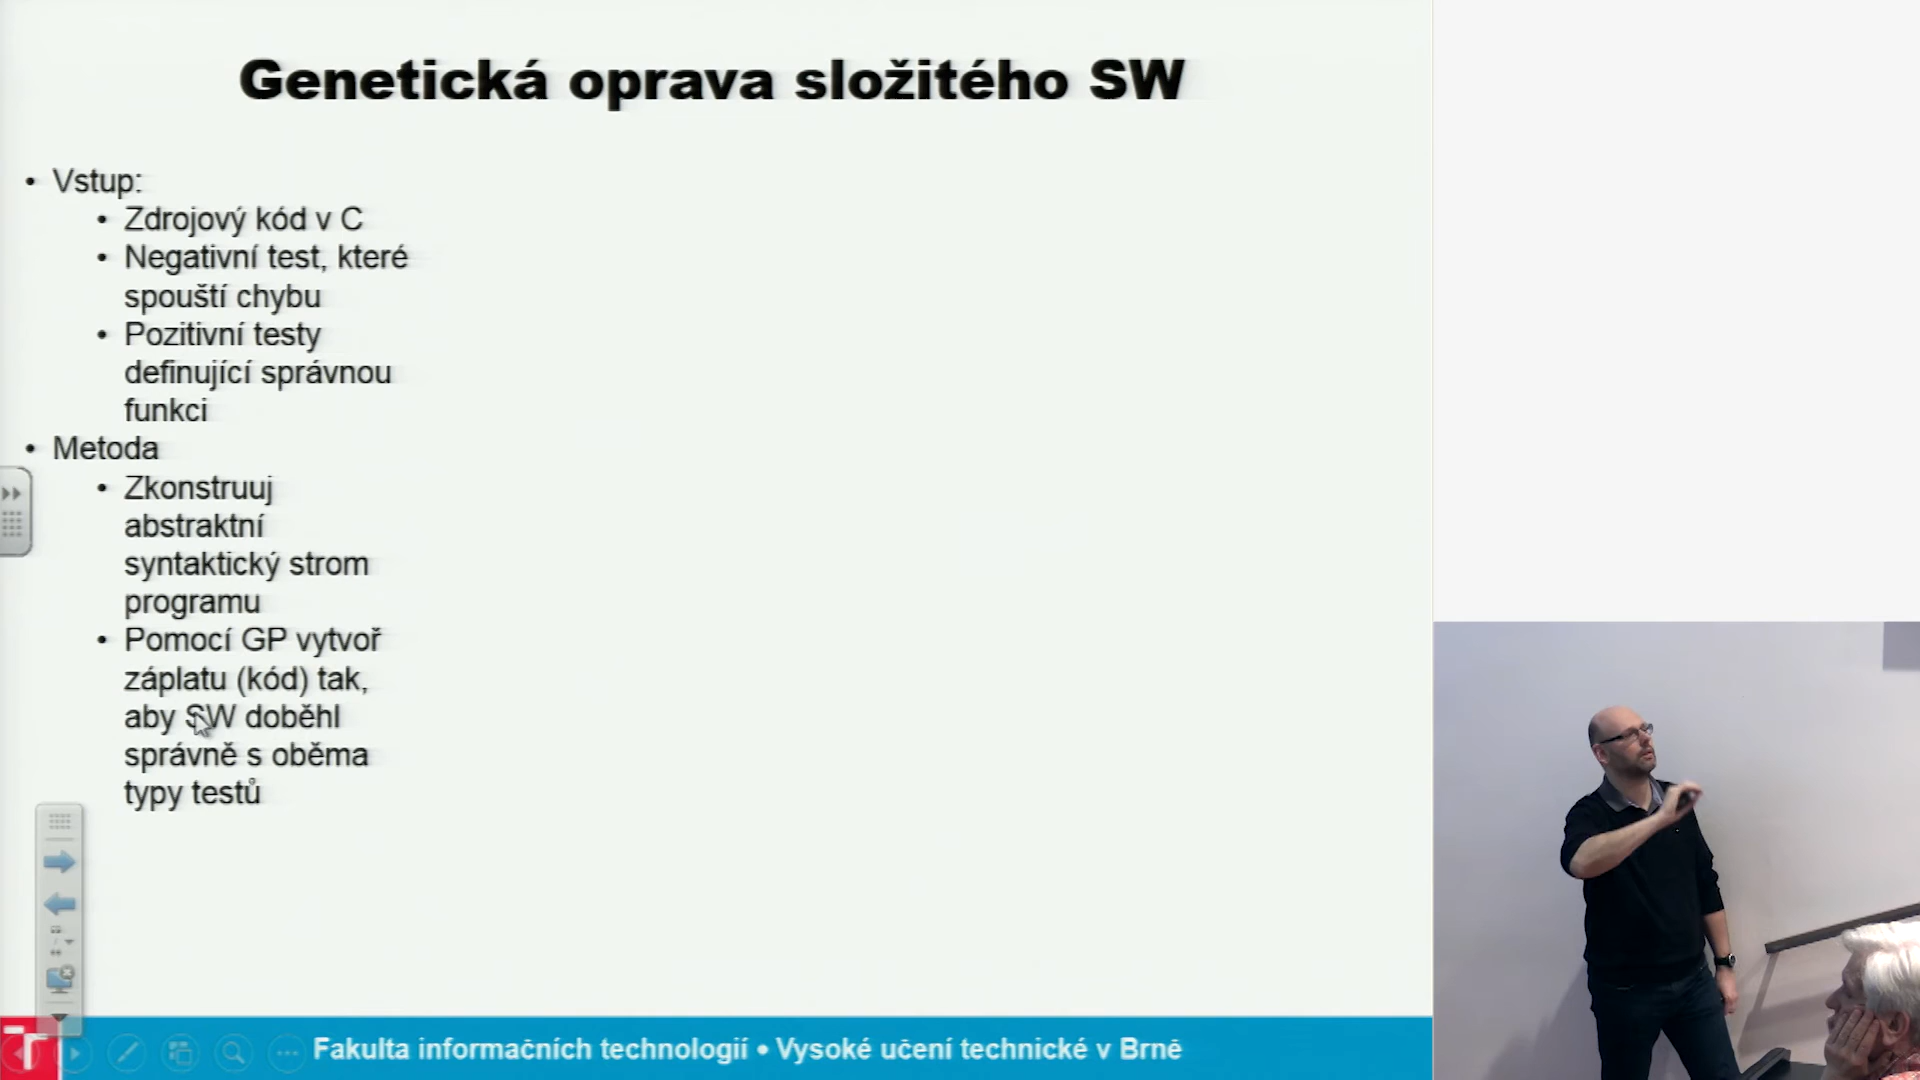 Genetická oprava složitého SW
• Vstup:
• Zdrojový kód v C
• Negativní test, které
spouští chybu
• Pozitivní testy
definující správnou
funkci
• Metoda
• Zkonstruuj
abstraktní
syntaktický strom
programu
• Pomocí GP vytvoř
záplatu (kód) tak,
aby SW doběhl
správně s oběma
typy testů
Fakulta informačních technologií • Vysoké učení technické v Brně